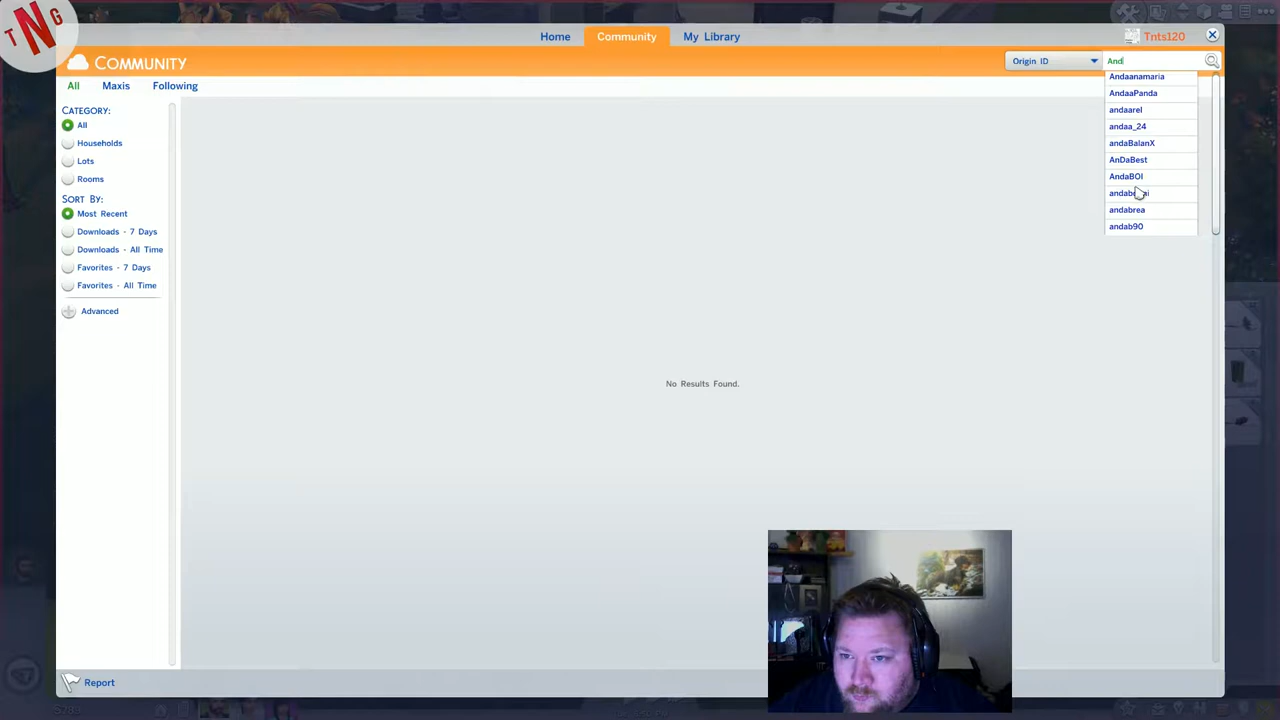 TNG
Home
Community
My Library
Tnts120
COMMUNITY
Origin ID
And
All
Maxis
Following
Andaanamaria
AndaaPanda
andaarel
andaa_24
andaBalanX
AnDaBest
AndaBOI
andabrea
andab90
CATEGORY:
All
Households
Lots
Rooms
SORT BY:
Most Recent
Downloads - 7 Days
Downloads - All Time
Favorites - 7 Days
Favorites - All Time
Advanced
No Results Found.
Report